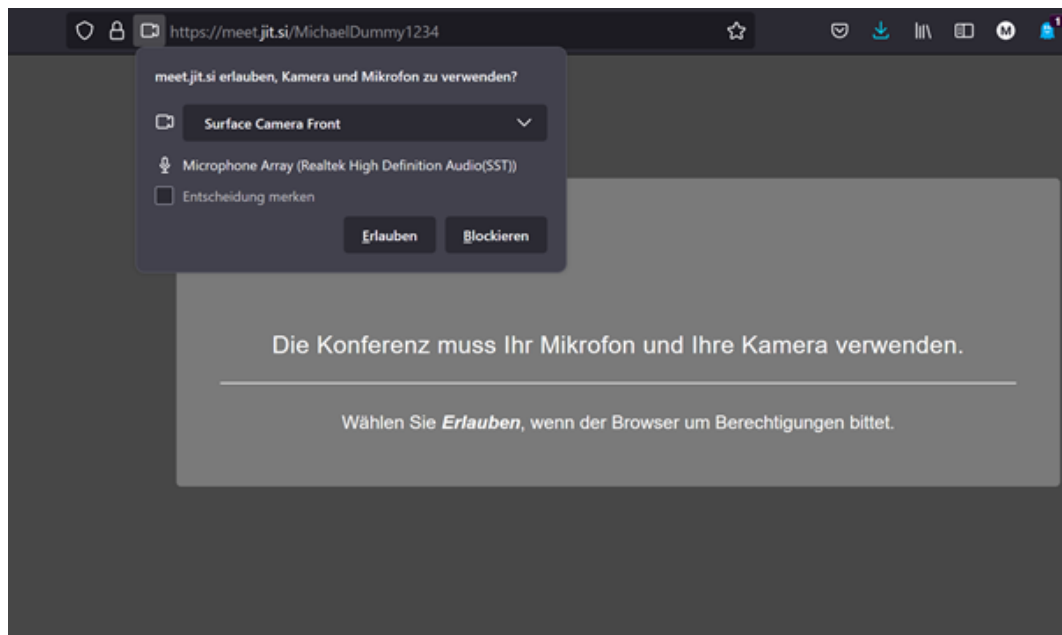 https://meet.jit.si/MichaelDummy1234
M
1
meet.jit.si erlauben, Kamera und Mikrofon zu verwenden?
Surface Camera Front
Microphone Array (Realtek High Definition Audio(SST))
Entscheidung merken
Erlauben Blockieren
Die Konferenz muss Ihr Mikrofon und Ihre Kamera verwenden.
Wählen Sie Erlauben, wenn der Browser um Berechtigungen bittet.